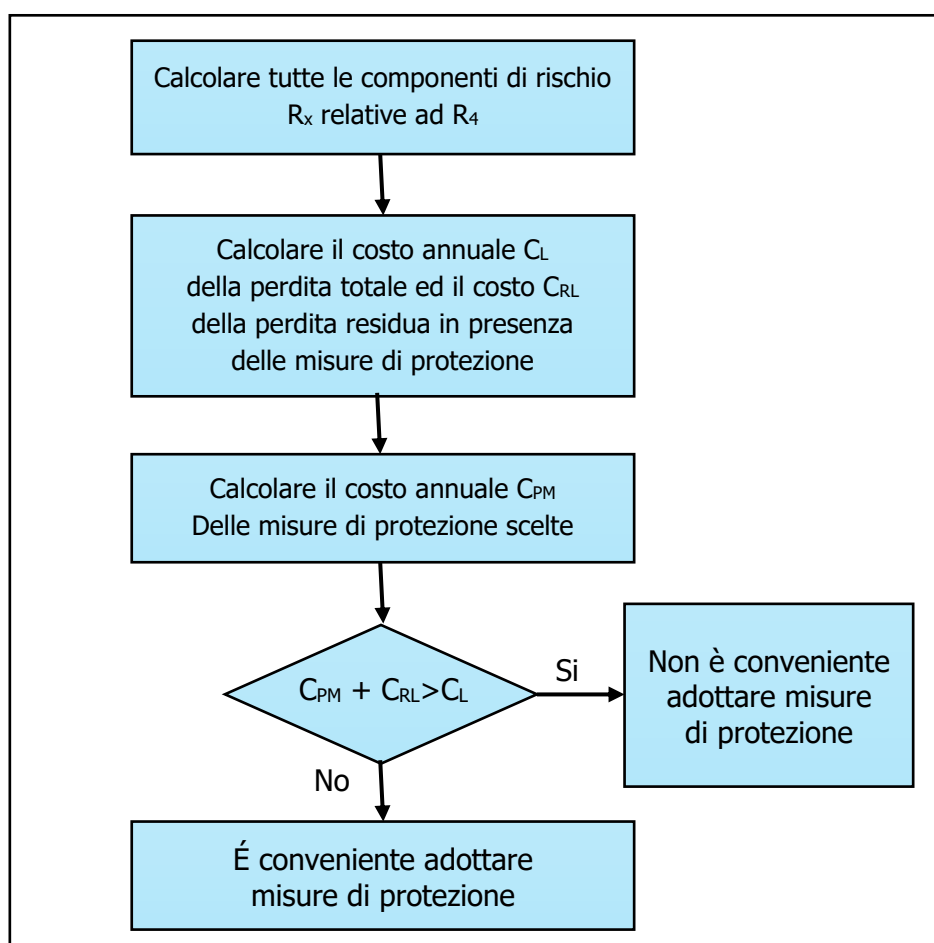 Calcolare tutte le componenti di rischio
Rx relative ad R4
Calcolare il costo annuale CL
della perdita totale ed il costo CRL
della perdita residua in presenza
delle misure di protezione
Calcolare il costo annuale CPM
Delle misure di protezione scelte
CPM + CRL>CL
Si
Non è conveniente
adottare misure
di protezione
No
É conveniente adottare
misure di protezione